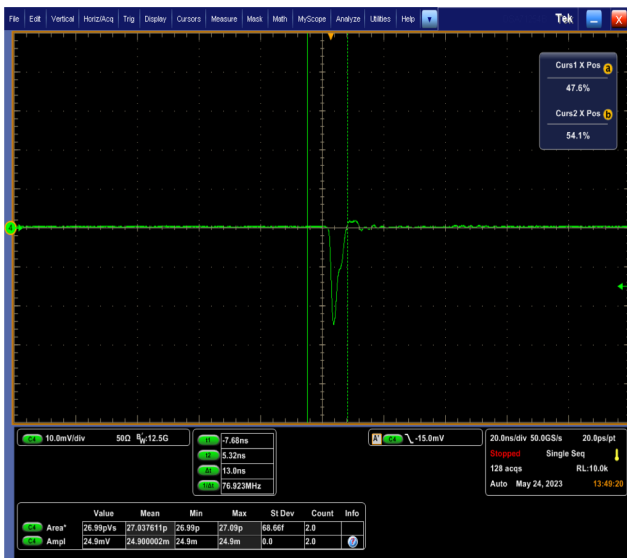 File Edit Vertical Horiz/Acq Trig Display Cursors Measure Mask Math MyScope Analyze Utilities Help Tek X
Curs1 X Pos a
47.6%
Curs2 X Pos b
54.1%
4
C4 10.0mV/div 50Ω BW:12.5G
t1 -7.68ns
t2 5.32ns
Δt 13.0ns
1/Δt 76.923MHz
A' C4 -15.0mV
20.0ns/div 50.0GS/s 20.0ps/pt
Stopped Single Seq
128 acqs RL:10.0k
Auto May 24, 2023 13:49:20
Value Mean Min Max St Dev Count Info
C4 Area* 26.99pVs 27.037611p 26.99p 27.09p 68.66f 2.0
C4 Ampl 24.9mV 24.900002m 24.9m 24.9m 0.0 2.0